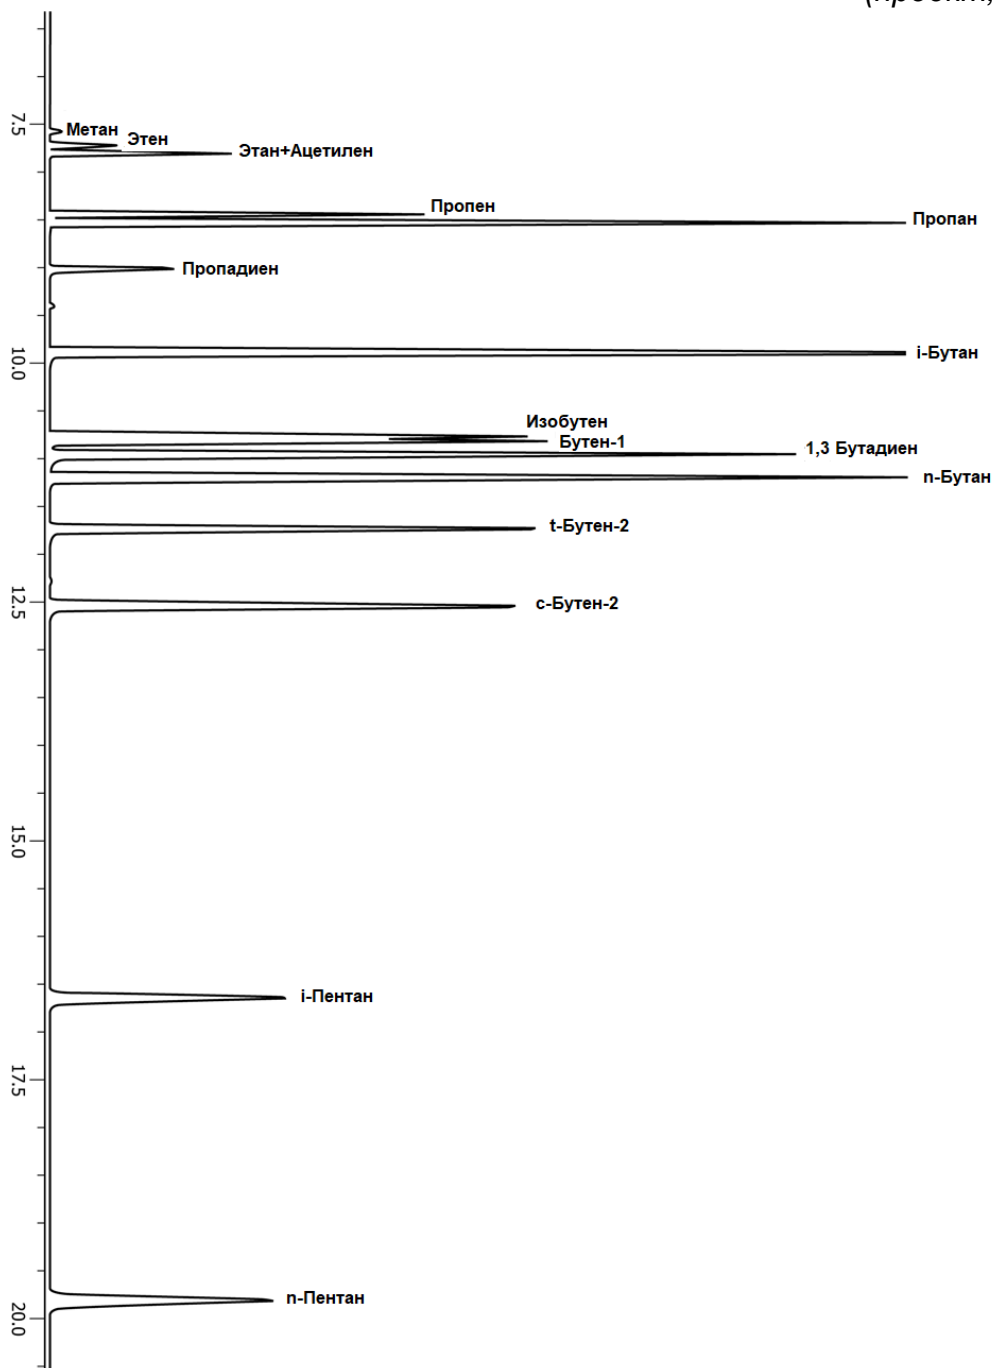 (проект,
7.5
Метан
Этен
Этан+Ацетилен
Пропен
Пропан
Пропадиен
10.0
i-Бутан
Изобутен
Бутен-1
1,3 Бутадиен
n-Бутан
t-Бутен-2
12.5
c-Бутен-2
15.0
i-Пентан
17.5
n-Пентан
20.0